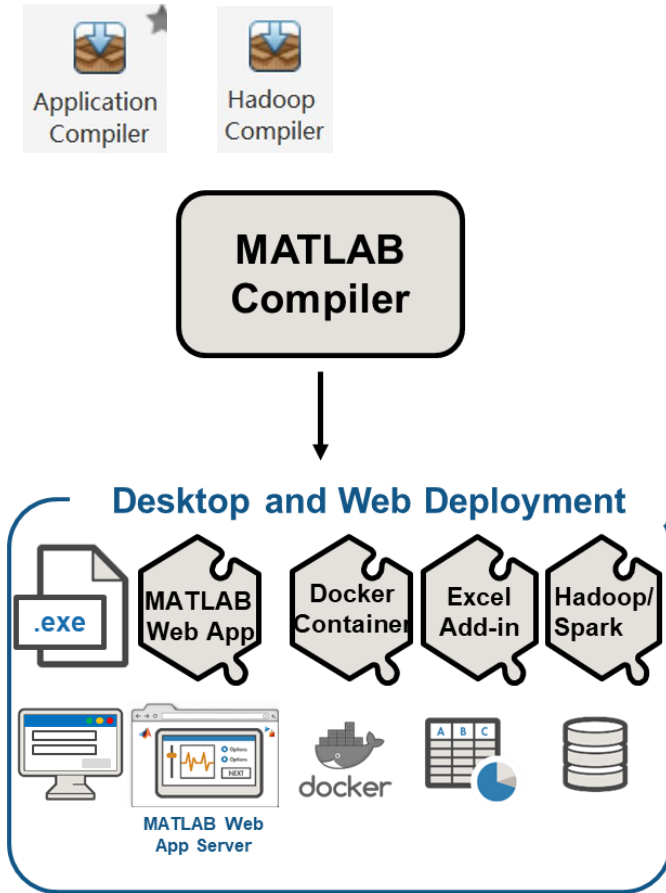 Application
Compiler
Hadoop
Compiler
MATLAB
Compiler
Desktop and Web Deployment
.exe
MATLAB
Web App
Docker
Container
Excel
Add-in
Hadoop/
Spark
Options
Options
NEXT
docker
A B C
MATLAB Web
App Server